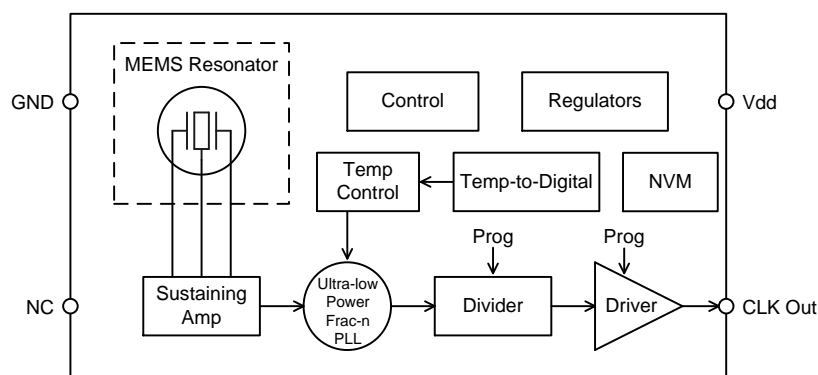 MEMS Resonator
GND
Control
Regulators
Vdd
Temp
Control
Temp-to-Digital
NVM
Prog
Prog
NC
Sustaining
Amp
Ultra-low
Power
Frac-n
PLL
Divider
Driver
CLK Out